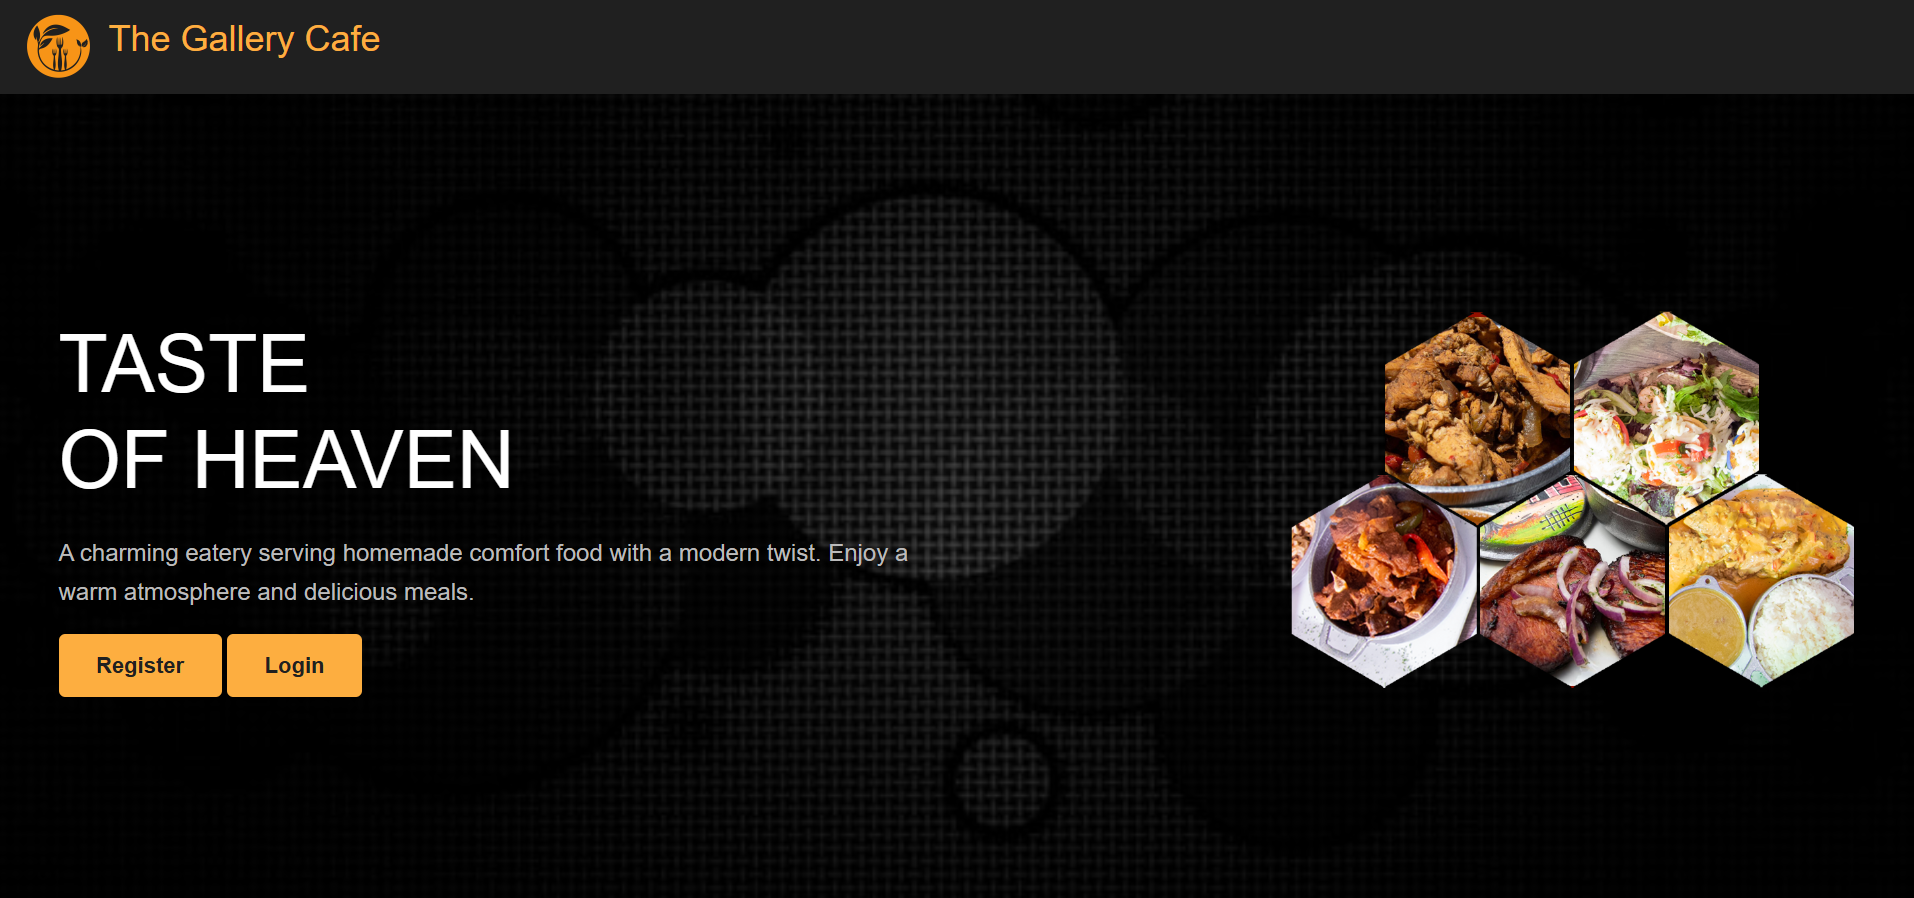 The Gallery Cafe
TASTE
OF HEAVEN
A charming eatery serving homemade comfort food with a modern twist. Enjoy a
warm atmosphere and delicious meals.
Register
Login